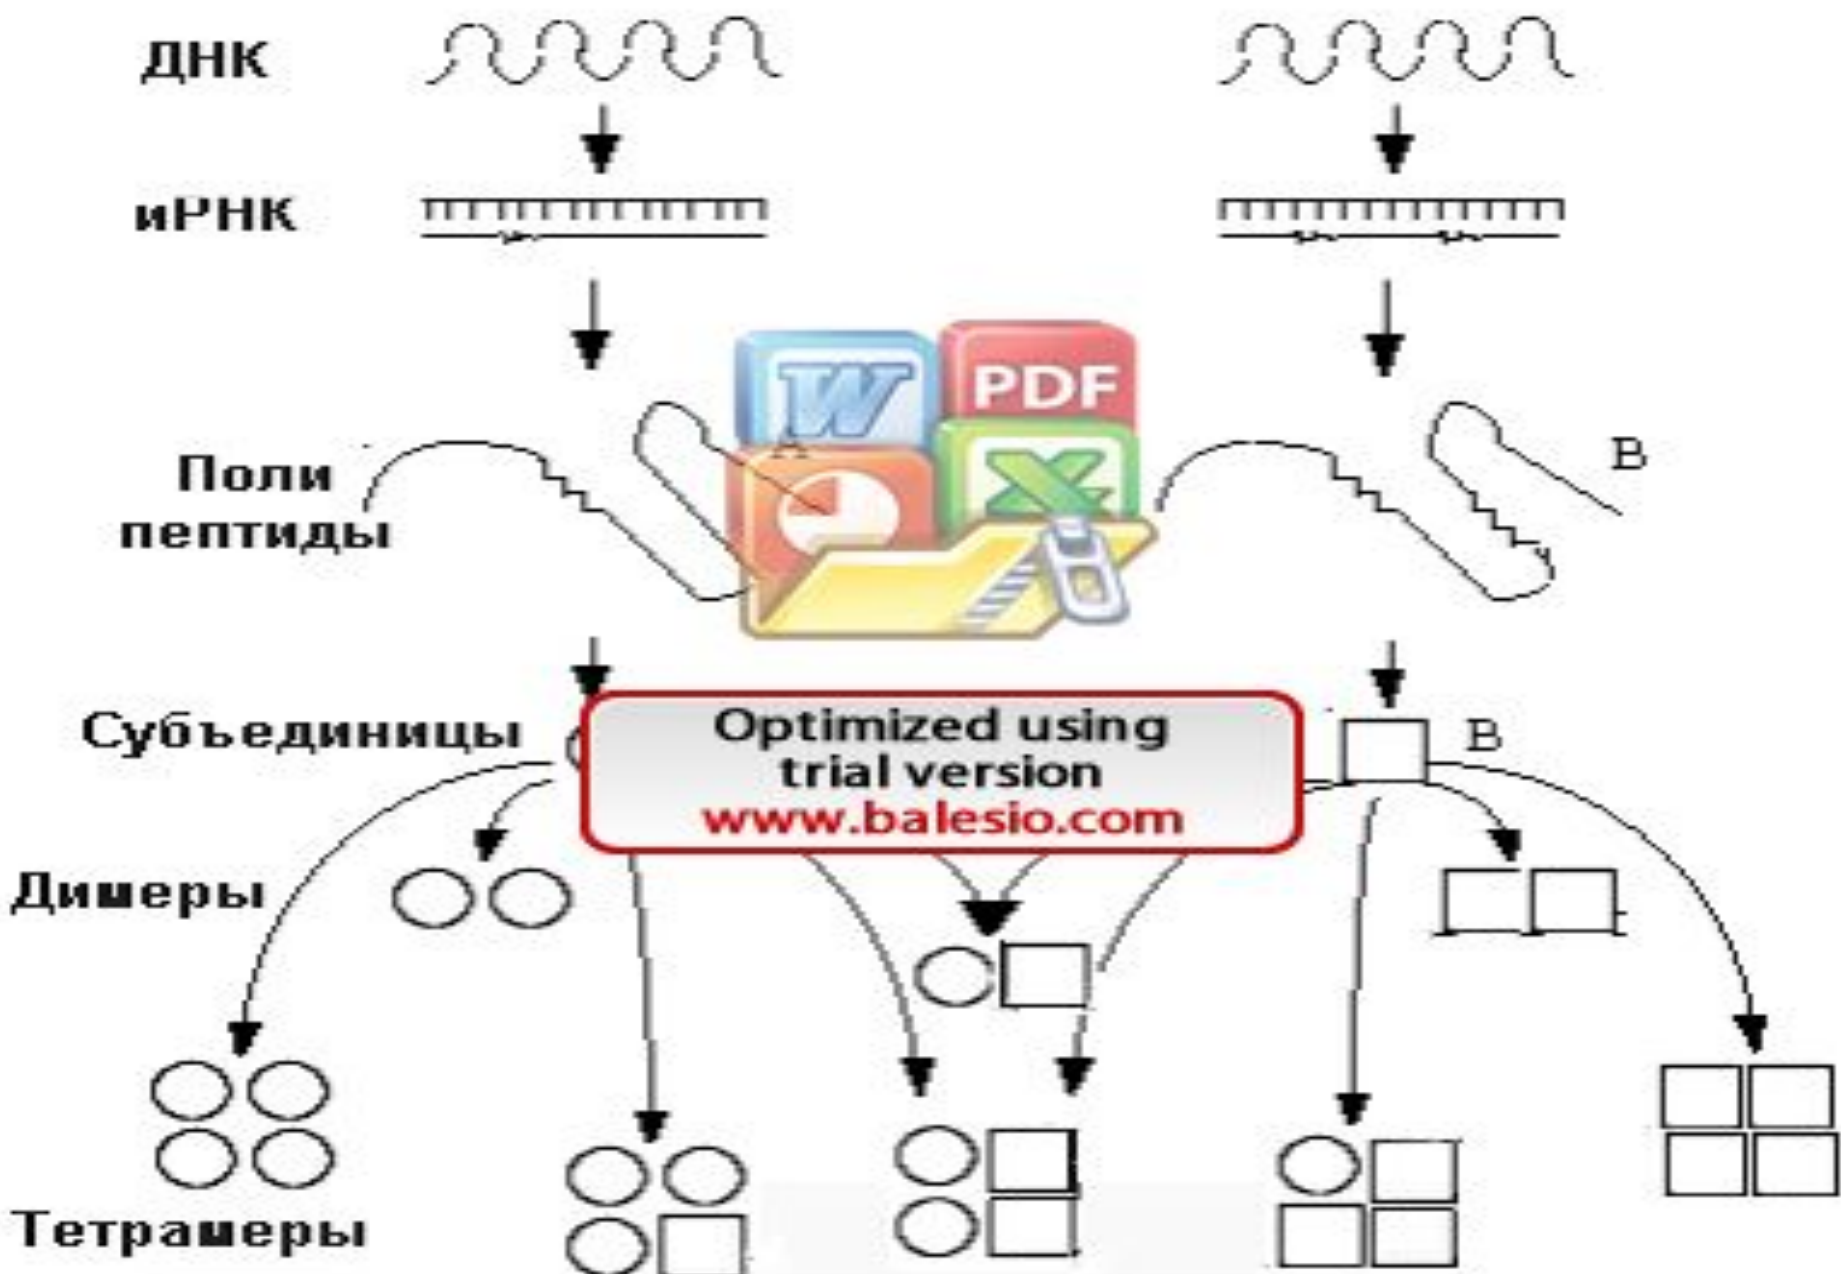 ДНК
иРНК
W
PDF
X
A
B
Поли
пептиды
Субъединицы
B
Optimized using
trial version
www.balesio.com
Димеры
Тетрамеры